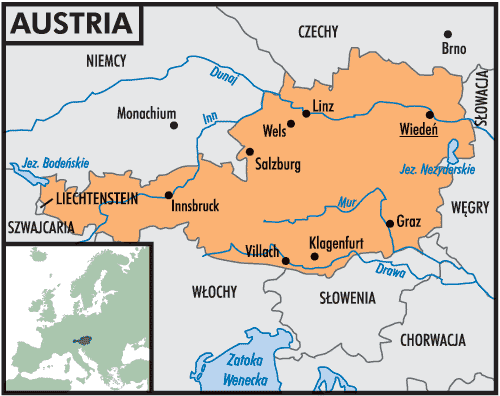 AUSTRIA
CZECHY
Brno
NIEMCY
Dunaj
SŁOWACJA
Monachium
Inn
Linz
Wels
Wiedeń
Jez. Bodeńskie
Salzburg
Jez. Nezyderskie
LIECHTENSTEIN
Innsbruck
Mur
WĘGRY
SZWAJCARIA
Graz
Villach
Klagenfurt
Drawa
WŁOCHY
SŁOWENIA
CHORWACJA
Zatoka
Wenecka